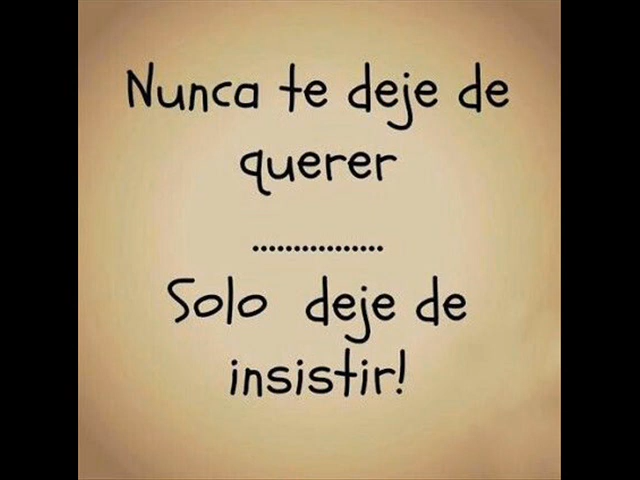 Nunca te deje de
querer
................
Solo deje de
insistir!